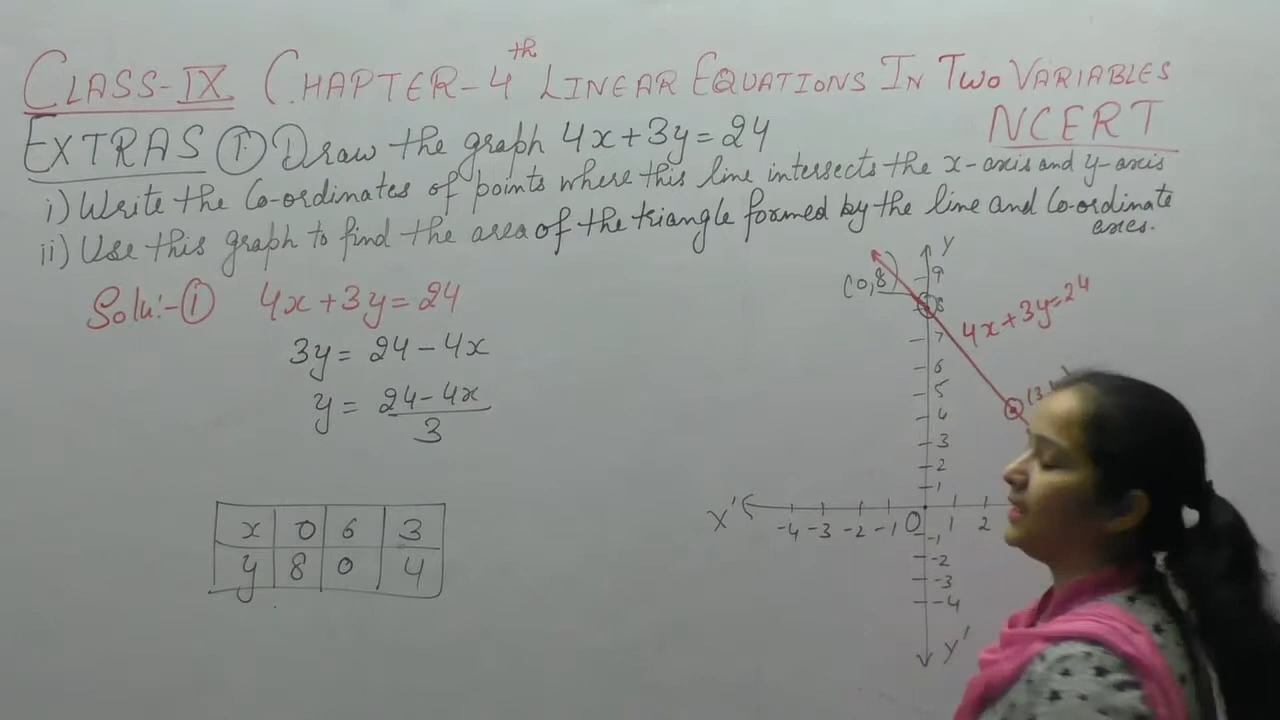 CLASS-IX CHAPTER-4th LINEAR EQUATIONS IN TWO VARIABLES
NCERT
EXTRAS ① Draw the graph 4x+3y=24
i) Write the Co-ordinates of points where this line intersects the x-axis and y-axis
ii) Use this graph to find the area of the triangle formed by the line and Co-ordinate axes.
Solu:-① 4x+3y=24
3y = 24-4x
y = 24-4x
3
x 0 6 3
y 8 0 4
Y
(0,8)
9
8
7
6
5
4
3
2
1
4x+3y=24
(3,
X' -4 -3 -2 -1 O 1 2
-1
-2
-3
-4
Y'